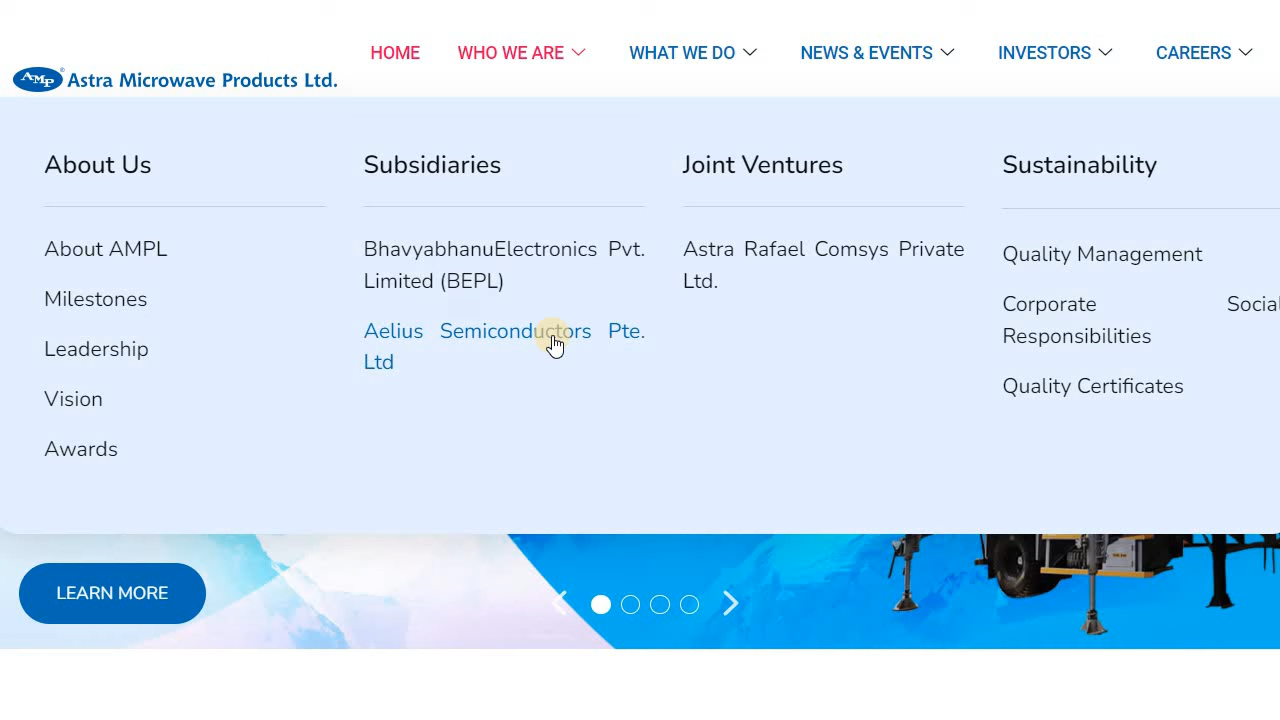 HOME WHO WE ARE WHAT WE DO NEWS & EVENTS INVESTORS CAREERS
AMP® Astra Microwave Products Ltd.
About Us
About AMPL
Milestones
Leadership
Vision
Awards
Subsidiaries
BhavyabhanuElectronics Pvt.
Limited (BEPL)
Aelius Semiconductors Pte.
Ltd
Joint Ventures
Astra Rafael Comsys Private
Ltd.
Sustainability
Quality Management
Corporate Social
Responsibilities
Quality Certificates
LEARN MORE